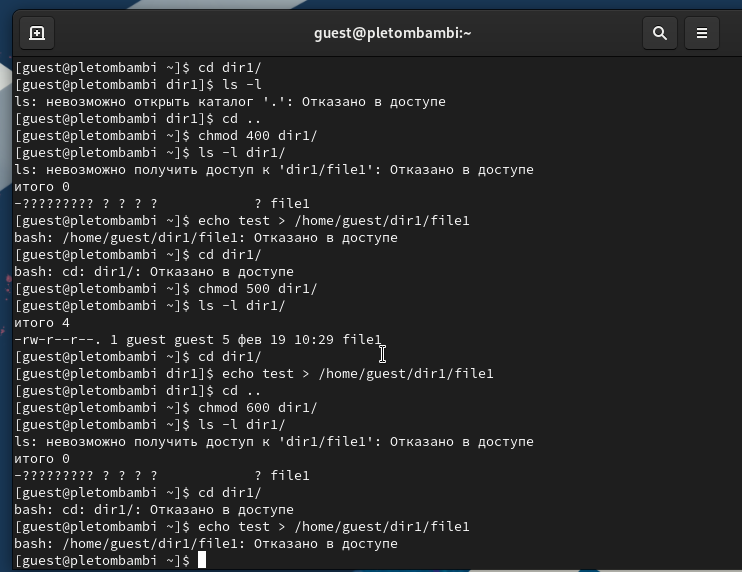 guest@pletombambi:~
[guest@pletombambi ~]$ cd dir1/
[guest@pletombambi dir1]$ ls -l
ls: невозможно открыть каталог '.': Отказано в доступе
[guest@pletombambi dir1]$ cd ..
[guest@pletombambi ~]$ chmod 400 dir1/
[guest@pletombambi ~]$ ls -l dir1/
ls: невозможно получить доступ к 'dir1/file1': Отказано в доступе
итого 0
-????????? ? ? ? ?            ? file1
[guest@pletombambi ~]$ echo test > /home/guest/dir1/file1
bash: /home/guest/dir1/file1: Отказано в доступе
[guest@pletombambi ~]$ cd dir1/
bash: cd: dir1/: Отказано в доступе
[guest@pletombambi ~]$ chmod 500 dir1/
[guest@pletombambi ~]$ ls -l dir1/
итого 4
-rw-r--r--. 1 guest guest 5 фев 19 10:29 file1
[guest@pletombambi ~]$ cd dir1/
[guest@pletombambi dir1]$ echo test > /home/guest/dir1/file1
[guest@pletombambi dir1]$ cd ..
[guest@pletombambi ~]$ chmod 600 dir1/
[guest@pletombambi ~]$ ls -l dir1/
ls: невозможно получить доступ к 'dir1/file1': Отказано в доступе
итого 0
-????????? ? ? ? ?            ? file1
[guest@pletombambi ~]$ cd dir1/
bash: cd: dir1/: Отказано в доступе
[guest@pletombambi ~]$ echo test > /home/guest/dir1/file1
bash: /home/guest/dir1/file1: Отказано в доступе
[guest@pletombambi ~]$